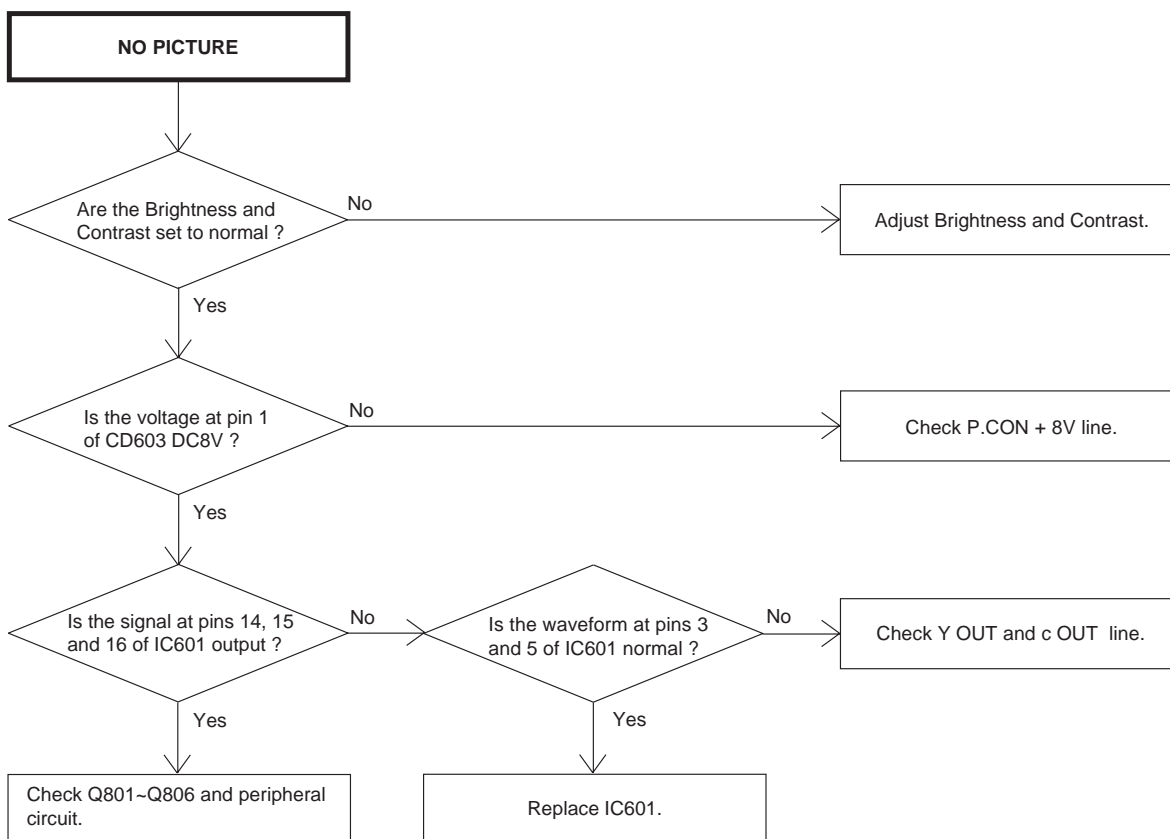 NO PICTURE
Are the Brightness and
Contrast set to normal ?
No
Adjust Brightness and Contrast.
Yes
Is the voltage at pin 1
of CD603 DC8V ?
No
Check P.CON + 8V line.
Yes
Is the signal at pins 14, 15
and 16 of IC601 output ?
No
Is the waveform at pins 3
and 5 of IC601 normal ?
No
Check Y OUT and c OUT line.
Yes
Yes
Check Q801~Q806 and peripheral
circuit.
Replace IC601.